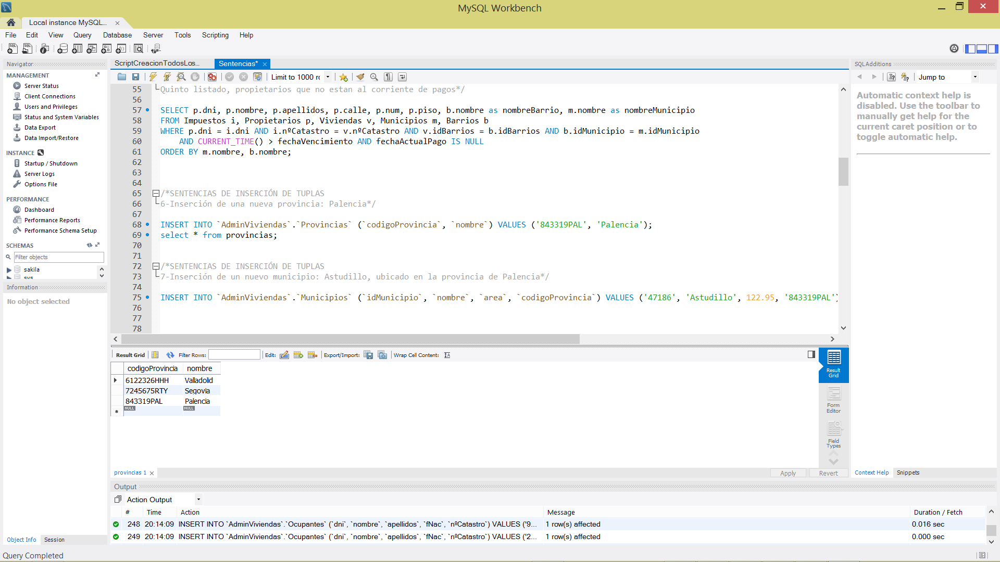 MySQL Workbench
Local instance MySQL...
File Edit View Query Database Server Tools Scripting Help
Navigator
MANAGEMENT
Server Status
Client Connections
Users and Privileges
Status and System Variables
Data Export
Data Import/Restore
INSTANCE
Startup / Shutdown
Server Logs
Options File
PERFORMANCE
Dashboard
Performance Reports
Performance Schema Setup
SCHEMAS
Filter objects
sakila
sys
Information
No object selected
Object Info Session
ScriptCreacionTodosLos... Sentencias*
Limit to 1000 rc
55 Quinto listado, propietarios que no estan al corriente de pagos*/
56
57 SELECT p.dni, p.nombre, p.apellidos, p.calle, p.num, p.piso, b.nombre as nombreBarrio, m.nombre as nombreMunicipio
58 FROM Impuestos i, Propietarios p, Viviendas v, Municipios m, Barrios b
59 WHERE p.dni = i.dni AND i.nºCatastro = v.nºCatastro AND v.idBarrios = b.idBarrios AND b.idMunicipio = m.idMunicipio
60 AND CURRENT_TIME() > fechaVencimiento AND fechaActualPago IS NULL
61 ORDER BY m.nombre, b.nombre;
62
63
64
65 /*SENTENCIAS DE INSERCIÓN DE TUPLAS
66 6-Inserción de una nueva provincia: Palencia*/
67
68 INSERT INTO `AdminViviendas`.`Provincias` (`codigoProvincia`, `nombre`) VALUES ('843319PAL', 'Palencia');
69 select * from provincias;
70
71
72 /*SENTENCIAS DE INSERCIÓN DE TUPLAS
73 7-Inserción de un nuevo municipio: Astudillo, ubicado en la provincia de Palencia*/
74
75 INSERT INTO `AdminViviendas`.`Municipios` (`idMunicipio`, `nombre`, `area`, `codigoProvincia`) VALUES ('47186', 'Astudillo', 122.95, '843319PAL')
76
77
78
Result Grid Filter Rows: Edit: Export/Import: Wrap Cell Content:
codigoProvincia nombre
6122326HHH Valladolid
7245675RTY Segovia
843319PAL Palencia
NULL NULL
Result Grid
Form Editor
Field Types
provincias 1
Apply Revert
SQLAdditions
Jump to
Automatic context help is
disabled. Use the toolbar to
manually get help for the
current caret position or to
toggle automatic help.
Context Help Snippets
Output
Action Output
# Time Action Message Duration / Fetch
248 20:14:09 INSERT INTO `AdminViviendas`.`Ocupantes` (`dni`, `nombre`, `apellidos`, `fNac`, `nºCatastro`) VALUES ('9... 1 row(s) affected 0.016 sec
249 20:14:09 INSERT INTO `AdminViviendas`.`Ocupantes` (`dni`, `nombre`, `apellidos`, `fNac`, `nºCatastro`) VALUES ('2... 1 row(s) affected 0.000 sec
Query Completed